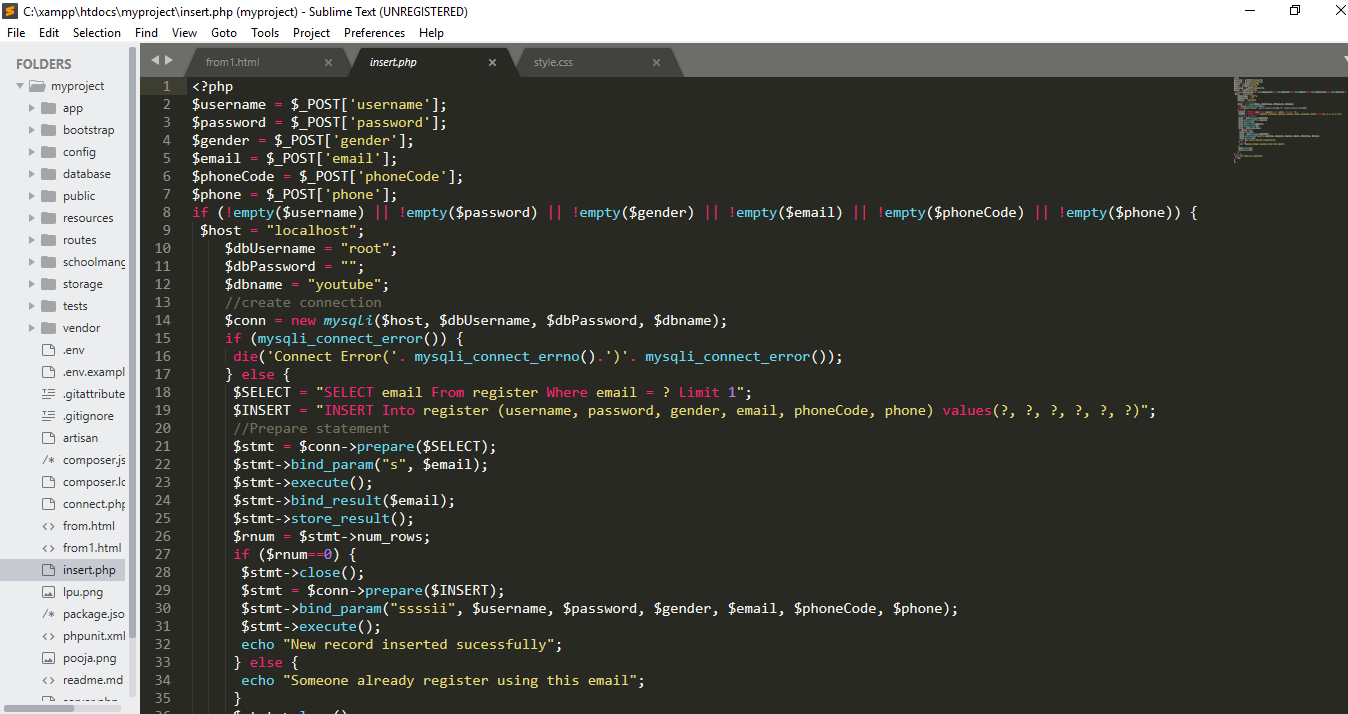 C:\xampp\htdocs\myproject\insert.php (myproject) - Sublime Text (UNREGISTERED)
File Edit Selection Find View Goto Tools Project Preferences Help
FOLDERS
myproject
app
bootstrap
config
database
public
resources
routes
schoolmang
storage
tests
vendor
.env
.env.exampl
.gitattribute
.gitignore
artisan
composer.js
composer.lo
connect.php
from.html
from1.html
insert.php
lpu.png
package.jso
phpunit.xml
pooja.png
readme.md
server.php
from1.html × insert.php × style.css ×
1 <?php
2 $username = $_POST['username'];
3 $password = $_POST['password'];
4 $gender = $_POST['gender'];
5 $email = $_POST['email'];
6 $phoneCode = $_POST['phoneCode'];
7 $phone = $_POST['phone'];
8 if (!empty($username) || !empty($password) || !empty($gender) || !empty($email) || !empty($phoneCode) || !empty($phone)) {
9 $host = "localhost";
10 $dbUsername = "root";
11 $dbPassword = "";
12 $dbname = "youtube";
13 //create connection
14 $conn = new mysqli($host, $dbUsername, $dbPassword, $dbname);
15 if (mysqli_connect_error()) {
16 die('Connect Error('. mysqli_connect_errno().')'. mysqli_connect_error());
17 } else {
18 $SELECT = "SELECT email From register Where email = ? Limit 1";
19 $INSERT = "INSERT Into register (username, password, gender, email, phoneCode, phone) values(?, ?, ?, ?, ?, ?)";
20 //Prepare statement
21 $stmt = $conn->prepare($SELECT);
22 $stmt->bind_param("s", $email);
23 $stmt->execute();
24 $stmt->bind_result($email);
25 $stmt->store_result();
26 $rnum = $stmt->num_rows;
27 if ($rnum==0) {
28 $stmt->close();
29 $stmt = $conn->prepare($INSERT);
30 $stmt->bind_param("ssssii", $username, $password, $gender, $email, $phoneCode, $phone);
31 $stmt->execute();
32 echo "New record inserted sucessfully";
33 } else {
34 echo "Someone already register using this email";
35 }